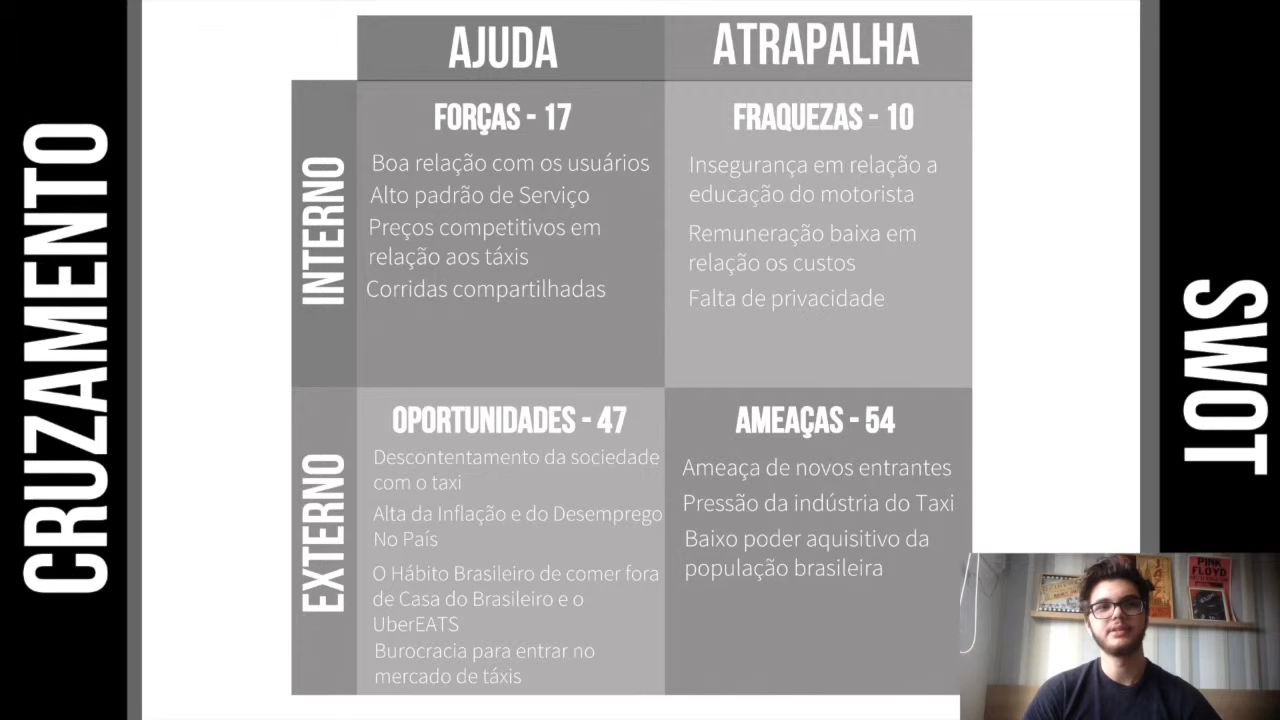 CRUZAMENTO
SWOT
AJUDA
ATRAPALHA
INTERNO
FORÇAS - 17
Boa relação com os usuários
Alto padrão de Serviço
Preços competitivos em
relação aos táxis
Corridas compartilhadas
FRAQUEZAS - 10
Insegurança em relação a
educação do motorista
Remuneração baixa em
relação os custos
Falta de privacidade
EXTERNO
OPORTUNIDADES - 47
Descontentamento da sociedade
com o taxi
Alta da Inflação e do Desemprego
No País
O Hábito Brasileiro de comer fora
de Casa do Brasileiro e o
UberEATS
Burocracia para entrar no
mercado de táxis
AMEAÇAS - 54
Ameaça de novos entrantes
Pressão da indústria do Taxi
Baixo poder aquisitivo da
população brasileira
PINK
FLOYD